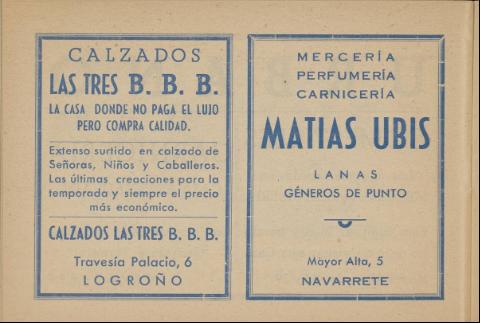 CALZADOS
LAS TRES B. B. B.
LA CASA DONDE NO PAGA EL LUJO
PERO COMPRA CALIDAD.
Extenso surtido en calzado de
Señoras, Niños y Caballeros.
Las últimas creaciones para la
temporada y siempre el precio
más económico.
CALZADOS LAS TRES B. B. B.
Travesía Palacio, 6
LOGROÑO
MERCERÍA
PERFUMERÍA
CARNICERÍA
MATIAS UBIS
LANAS
GÉNEROS DE PUNTO
Mayor Alta, 5
NAVARRETE